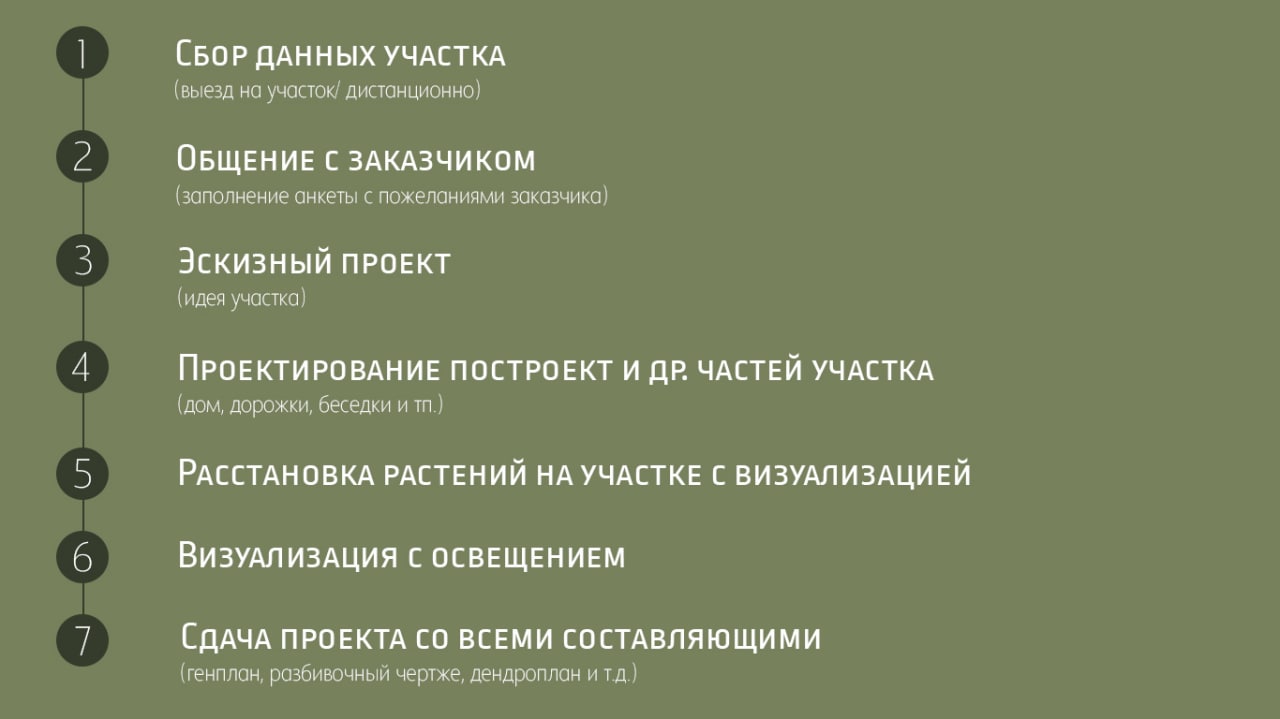 1
Сбор данных участка
(выезд на участок/ дистанционно)
2
Общение с заказчиком
(заполнение анкеты с пожеланиями заказчика)
3
Эскизный проект
(идея участка)
4
Проектирование построект и др. частей участка
(дом, дорожки, беседки и тп.)
5
Расстановка растений на участке с визуализацией
6
Визуализация с освещением
7
Сдача проекта со всеми составляющими
(генплан, разбивочный чертже, дендроплан и т.д.)